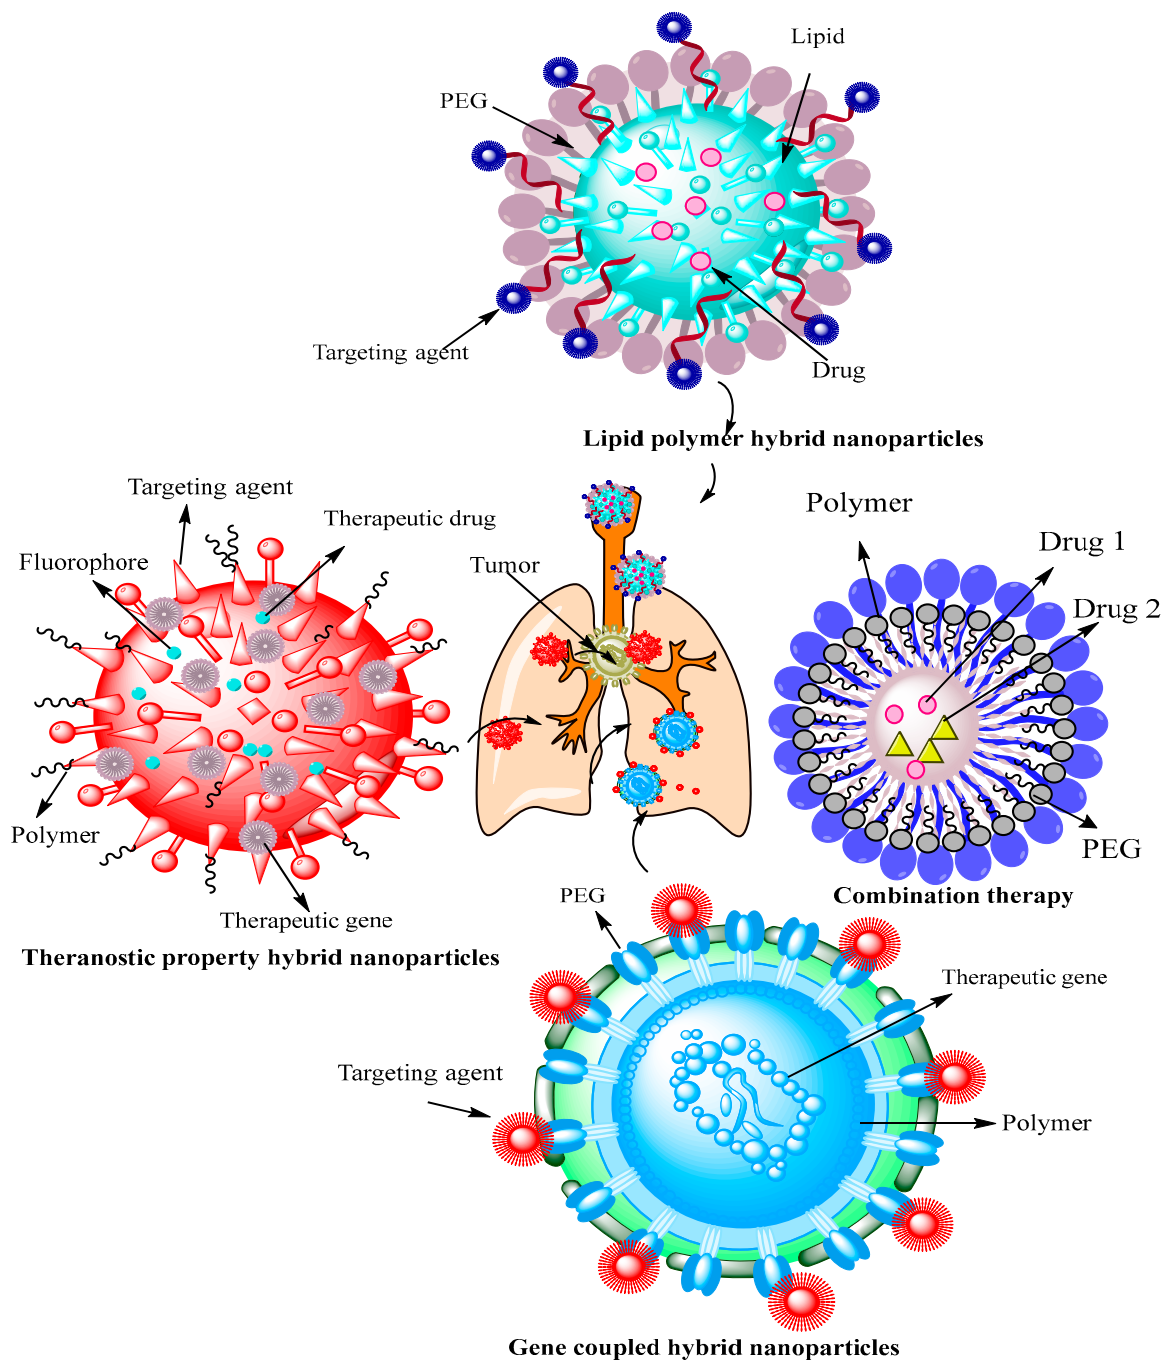 Lipid
PEG
Targeting agent
Drug
Lipid polymer hybrid nanoparticles
Targeting agent
Therapeutic drug
Fluorophore
Polymer
Therapeutic gene
Theranostic property hybrid nanoparticles
Tumor
Polymer
Drug 1
Drug 2
PEG
Combination therapy
PEG
Therapeutic gene
Targeting agent
Polymer
Gene coupled hybrid nanoparticles